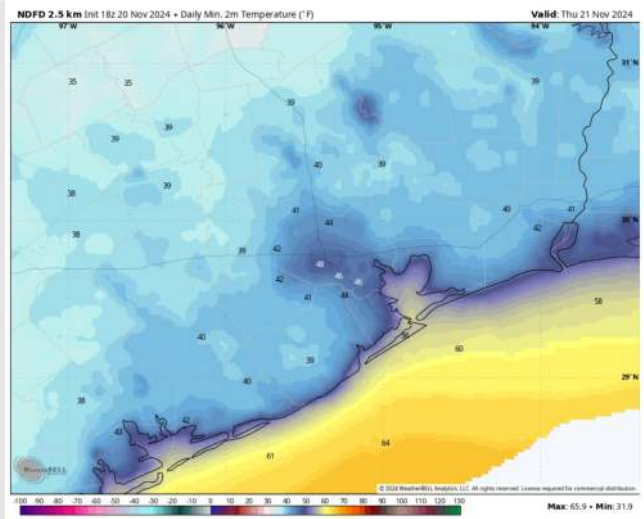 NDFD 2.5 km Init 18z 20 Nov 2024 • Daily Min. 2m Temperature (°F)
Valid: Thu 21 Nov 2024
97°W 96°W 95°W 94°W
31°N
35 35 39
39
39 39
40 39
38 39
41 44 40 41
30°N
38 42
39 42
48
42 46
41 44
58
40
60
39
29°N
40
38
42
43
61 64
WeatherBELL
© 2024 WeatherBELL Analytics, LLC. All rights reserved. License required for commercial distribution.
-100 -90 -80 -70 -60 -50 -40 -30 -20 -10 0 10 20 30 40 50 60 70 80 90 100 110 120 130
Max: 65.9 • Min: 31.9